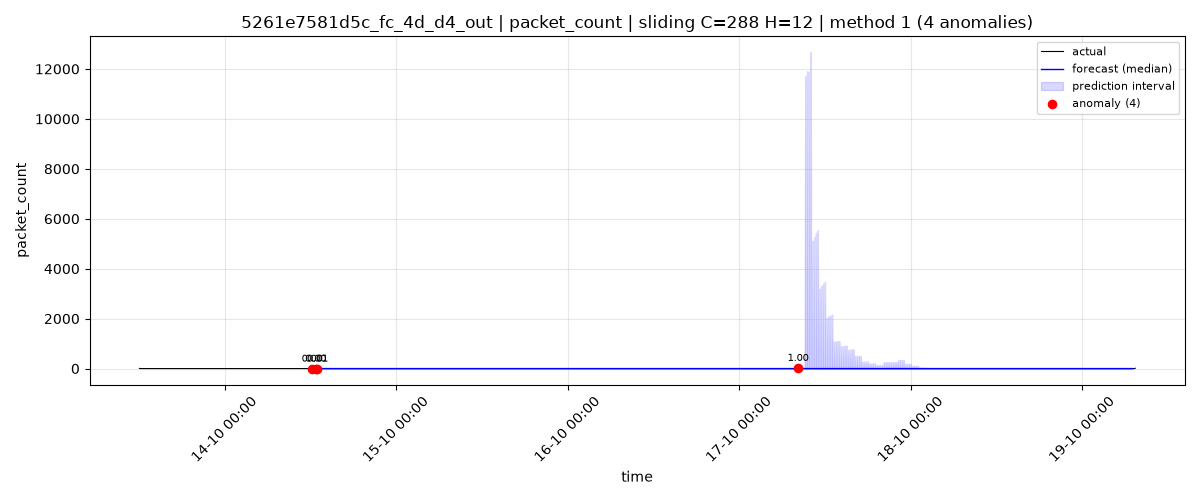 5261e7581d5c_fc_4d_d4_out | packet_count | sliding C=288 H=12 | method 1 (4 anomalies)
actual
forecast (median)
prediction interval
anomaly (4)
12000
10000
8000
6000
4000
2000
0
packet_count
1.00
14-10 00:00
15-10 00:00
16-10 00:00
17-10 00:00
18-10 00:00
19-10 00:00
time